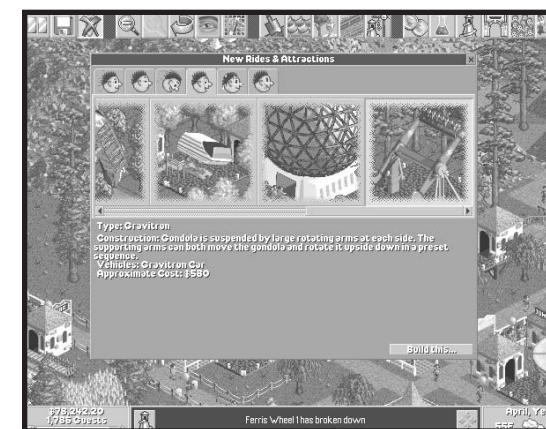 New Rides & Attractions
Type: Gravitron
Construction: Gondola is suspended by large rotating arms at each side. The
supporting arms can both move the gondola and rotate it upside down in a preset
sequence.
Vehicles: Gravitron Car
Approximate Cost: $580
Build this...
$78,242.20
1,786 Guests
Ferris Wheel 1 has broken down
April, Ye